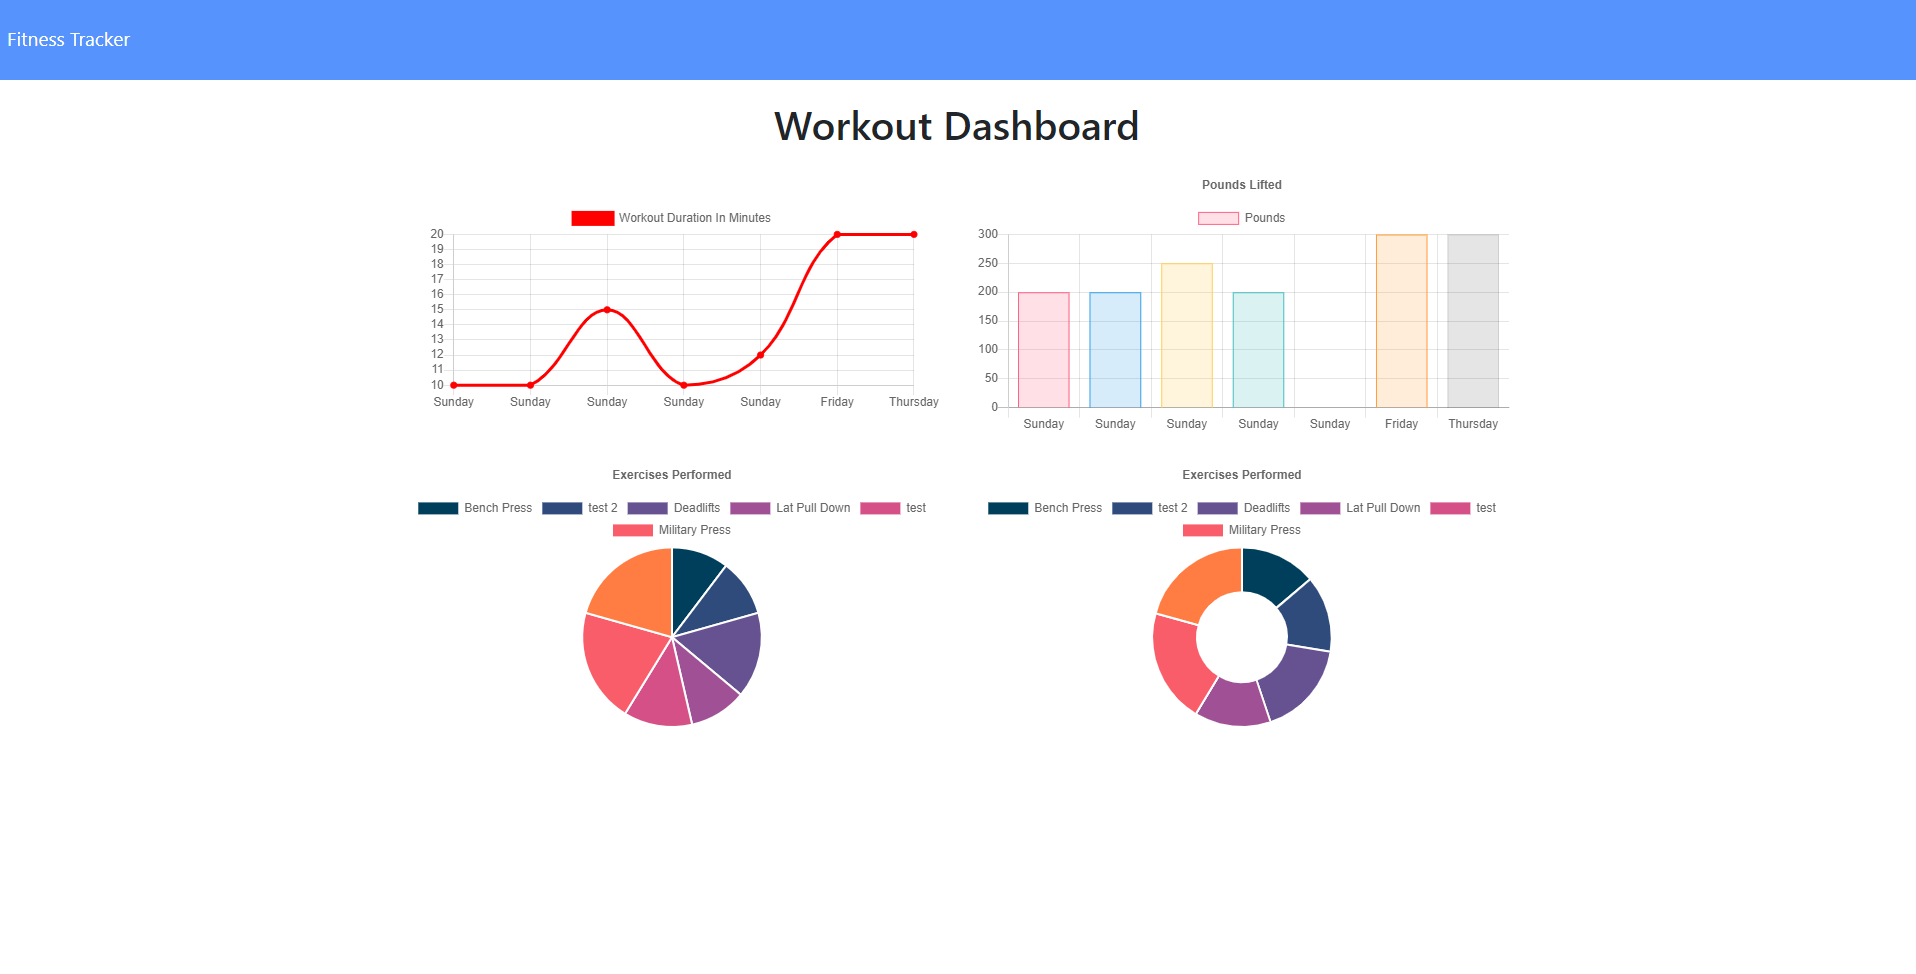 Fitness Tracker
Workout Dashboard
Workout Duration In Minutes
20
19
18
17
16
15
14
13
12
11
10
Sunday Sunday Sunday Sunday Sunday Friday Thursday
Pounds Lifted
Pounds
300
250
200
150
100
50
0
Sunday Sunday Sunday Sunday Sunday Friday Thursday
Exercises Performed
Bench Press test 2 Deadlifts Lat Pull Down test
Military Press
Exercises Performed
Bench Press test 2 Deadlifts Lat Pull Down test
Military Press